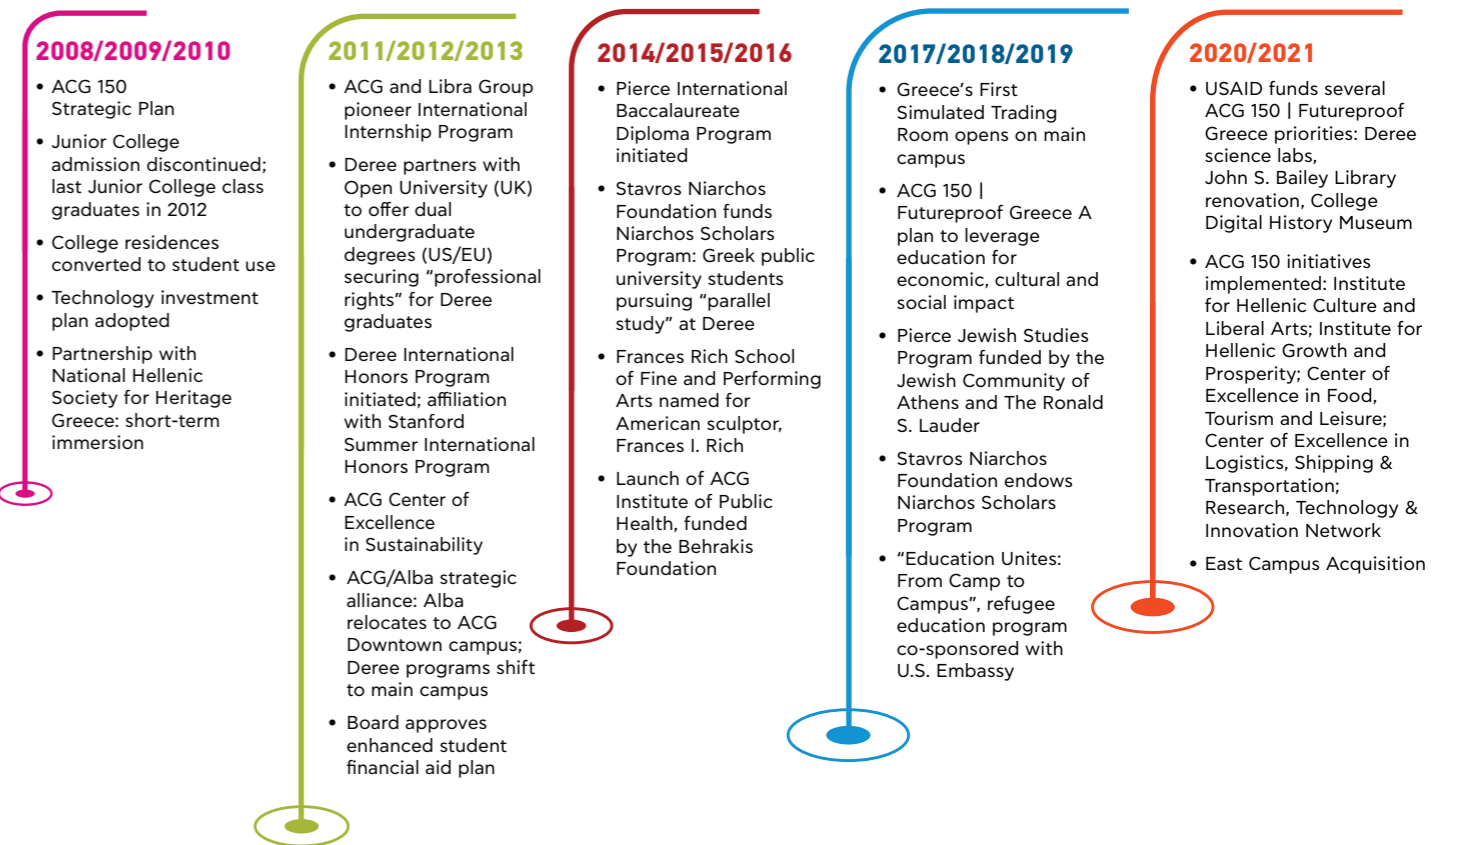 2008/2009/2010
• ACG 150
Strategic Plan
• Junior College
admission discontinued;
last Junior College class
graduates in 2012
• College residences
converted to student use
• Technology investment
plan adopted
• Partnership with
National Hellenic
Society for Heritage
Greece: short-term
immersion
2011/2012/2013
• ACG and Libra Group
pioneer International
Internship Program
• Deree partners with
Open University (UK)
to offer dual
undergraduate
degrees (US/EU)
securing “professional
rights” for Deree
graduates
• Deree International
Honors Program
initiated; affiliation
with Stanford
Summer International
Honors Program
• ACG Center of
Excellence
in Sustainability
• ACG/Alba strategic
alliance: Alba
relocates to ACG
Downtown campus;
Deree programs shift
to main campus
• Board approves
enhanced student
financial aid plan
2014/2015/2016
• Pierce International
Baccalaureate
Diploma Program
initiated
• Stavros Niarchos
Foundation funds
Niarchos Scholars
Program: Greek public
university students
pursuing “parallel
study” at Deree
• Frances Rich School
of Fine and Performing
Arts named for
American sculptor,
Frances I. Rich
• Launch of ACG
Institute of Public
Health, funded
by the Behrakis
Foundation
2017/2018/2019
• Greece’s First
Simulated Trading
Room opens on main
campus
• ACG 150 |
Futureproof Greece A
plan to leverage
education for
economic, cultural and
social impact
• Pierce Jewish Studies
Program funded by the
Jewish Community of
Athens and The Ronald
S. Lauder
• Stavros Niarchos
Foundation endows
Niarchos Scholars
Program
• “Education Unites:
From Camp to
Campus”, refugee
education program
co-sponsored with
U.S. Embassy
2020/2021
• USAID funds several
ACG 150 | Futureproof
Greece priorities: Deree
science labs,
John S. Bailey Library
renovation, College
Digital History Museum
• ACG 150 initiatives
implemented: Institute
for Hellenic Culture and
Liberal Arts; Institute for
Hellenic Growth and
Prosperity; Center of
Excellence in Food,
Tourism and Leisure;
Center of Excellence in
Logistics, Shipping &
Transportation;
Research, Technology &
Innovation Network
• East Campus Acquisition